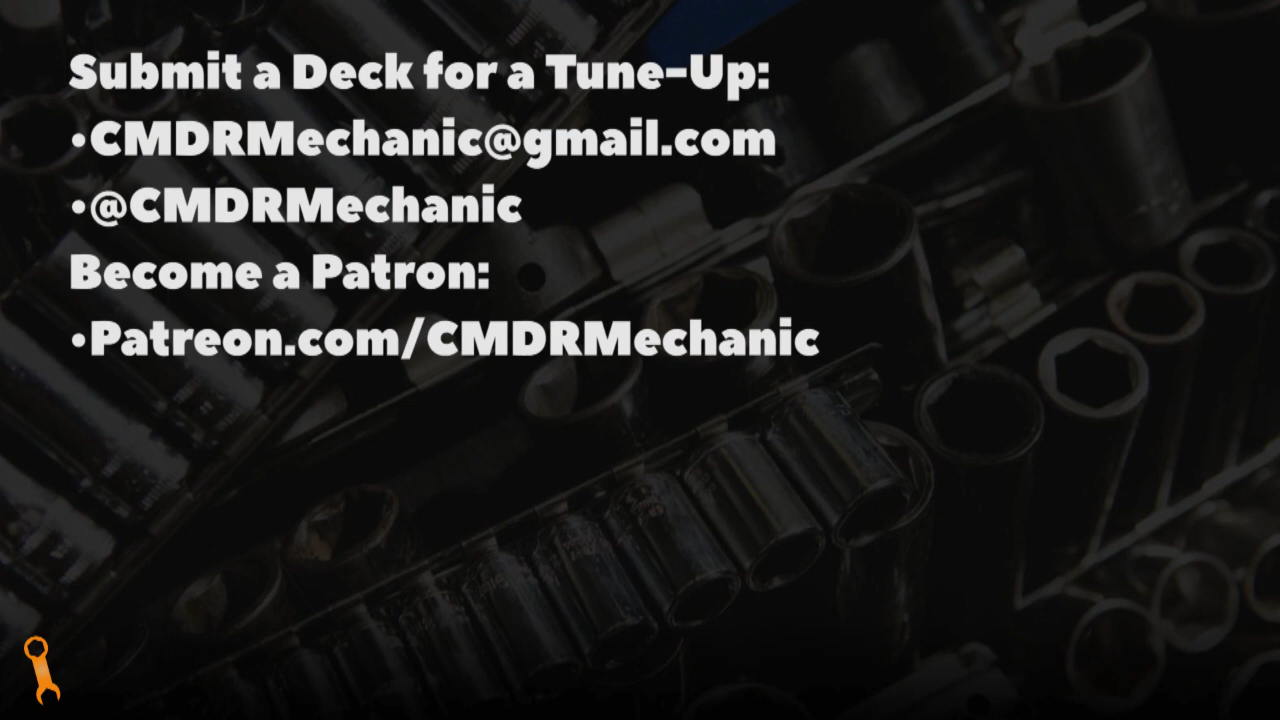 Submit a Deck for a Tune-Up:
•CMDRMechanic@gmail.com
•@CMDRMechanic
Become a Patron:
•Patreon.com/CMDRMechanic